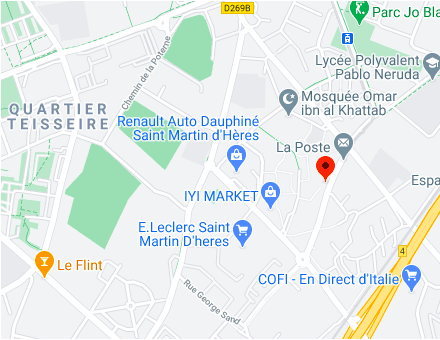 D269B
Parc Jo Bla
Chemin de la Poterne
Lycée Polyvalent
Pablo Neruda
Mosquée Omar
ibn al Khattab
QUARTIER
TEISSEIRE
Renault Auto Dauphiné
Saint Martin d'Hères
La Poste
Espa
IYI MARKET
E.Leclerc Saint
Martin D'heres
4
Le Flint
COFI - En Direct d'Italie
Rue George Sand